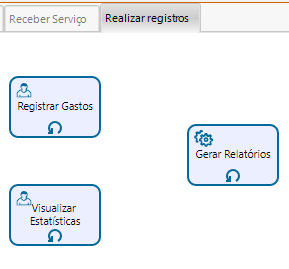 Receber Serviço
Realizar registros
Registrar Gastos
Gerar Relatórios
Visualizar
Estatísticas